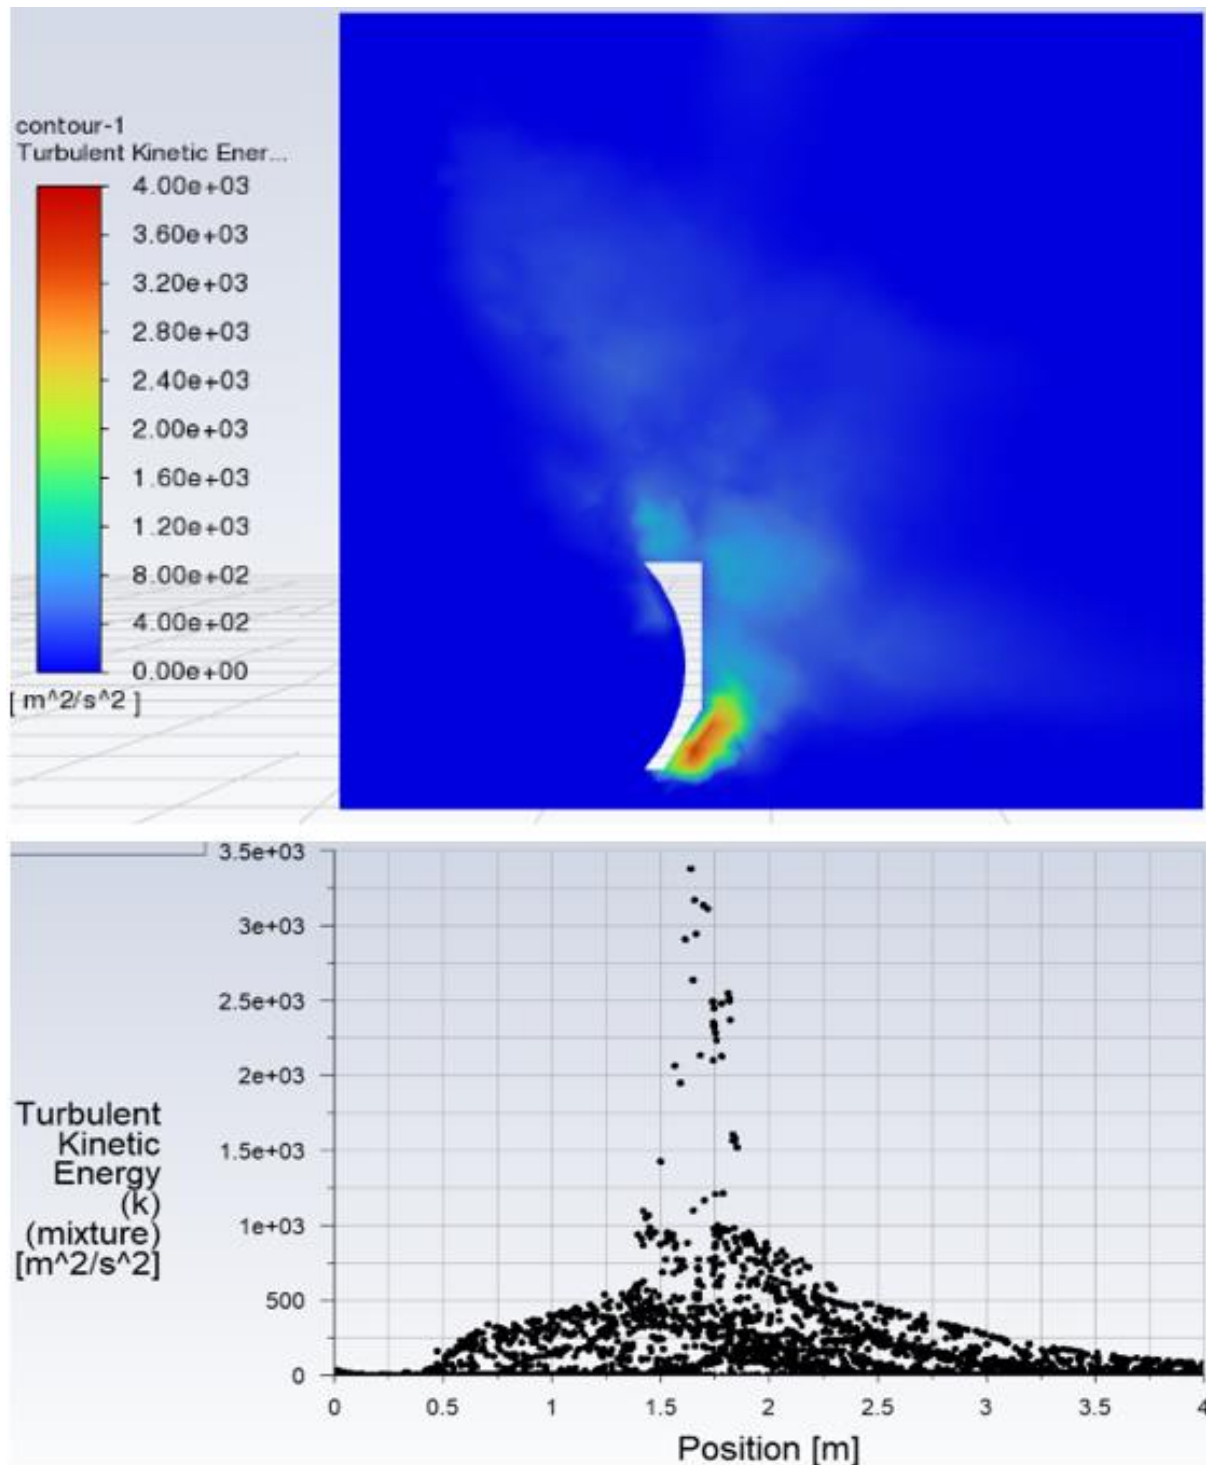 contour-1
Turbulent Kinetic Ener...
4.00e+03
3.60e+03
3.20e+03
2.80e+03
2.40e+03
2.00e+03
1.60e+03
1.20e+03
8.00e+02
4.00e+02
0.00e+00
[ m^2/s^2 ]
3.5e+03
3e+03
2.5e+03
2e+03
1.5e+03
1e+03
500
0
Turbulent
Kinetic
Energy
(k)
(mixture)
[m^2/s^2]
0 0.5 1 1.5 2 2.5 3 3.5 4
Position [m]